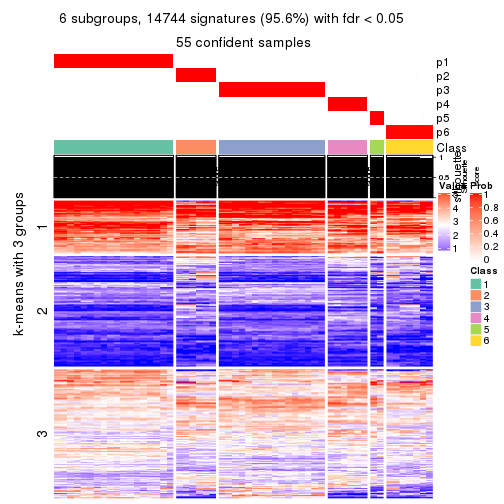 6 subgroups, 14744 signatures (95.6%) with fdr < 0.05
55 confident samples
p1
p2
p3
p4
p5
p6
Class
1
0.5
silhouette
score
k-means with 3 groups
1
2
3
Value
4
3
2
1
Prob
1
0.8
0.6
0.4
0.2
0
Class
1
2
3
4
5
6